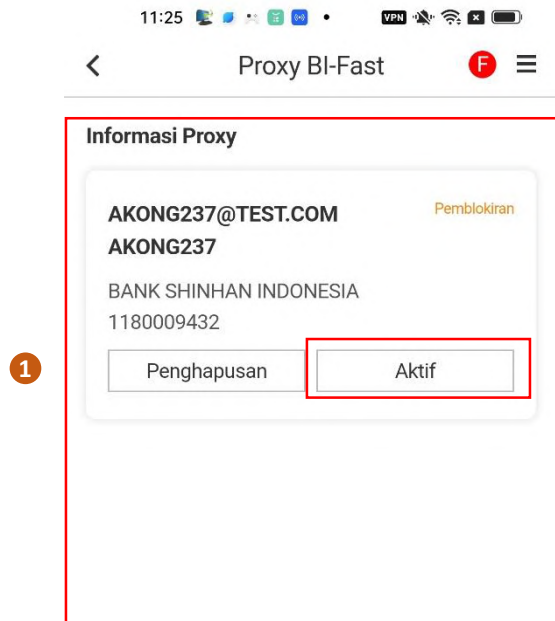 11:25 VPN
Proxy BI-Fast F
Informasi Proxy
AKONG237@TEST.COM Pemblokiran
AKONG237
BANK SHINHAN INDONESIA
1180009432
1 Penghapusan Aktif